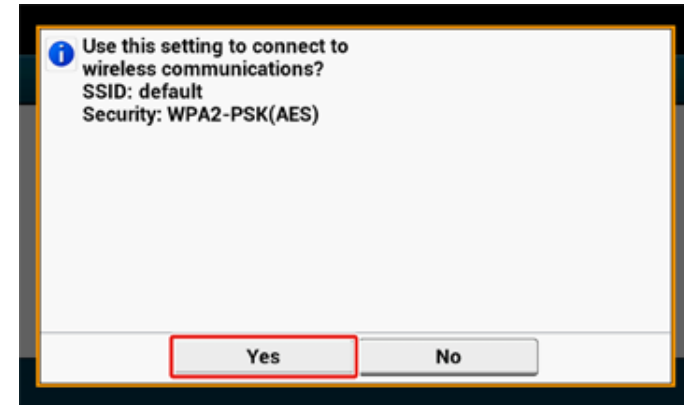 Use this setting to connect to
wireless communications?
SSID: default
Security: WPA2-PSK(AES)
Yes
No